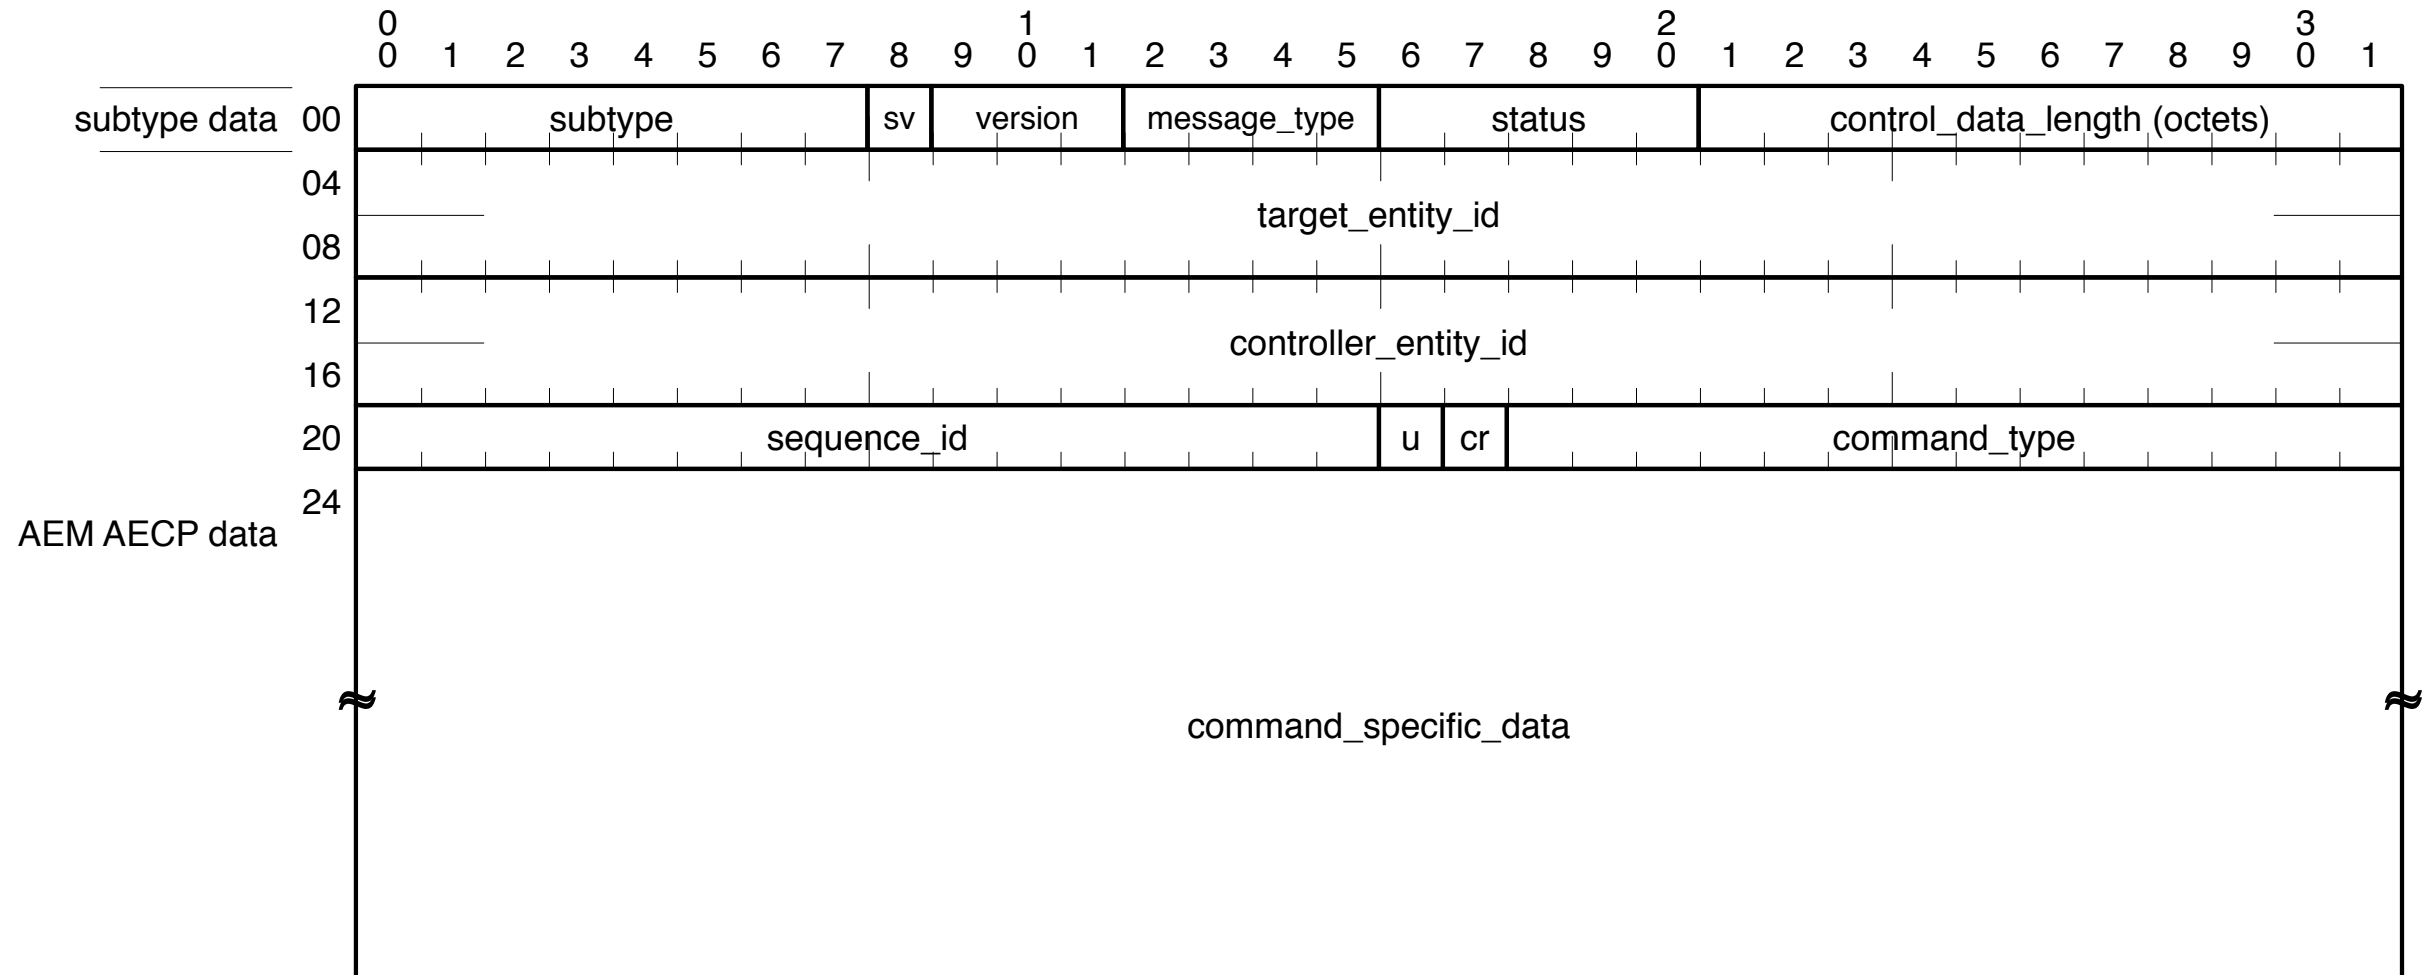 0 1 2 3
0 1 2 3 4 5 6 7 8 9 0 1 2 3 4 5 6 7 8 9 0 1 2 3 4 5 6 7 8 9 0 1
subtype data 00 subtype sv version message_type status control_data_length (octets)
04
target_entity_id
08
12
controller_entity_id
16
20 sequence_id u cr command_type
24
AEM AECP data
command_specific_data